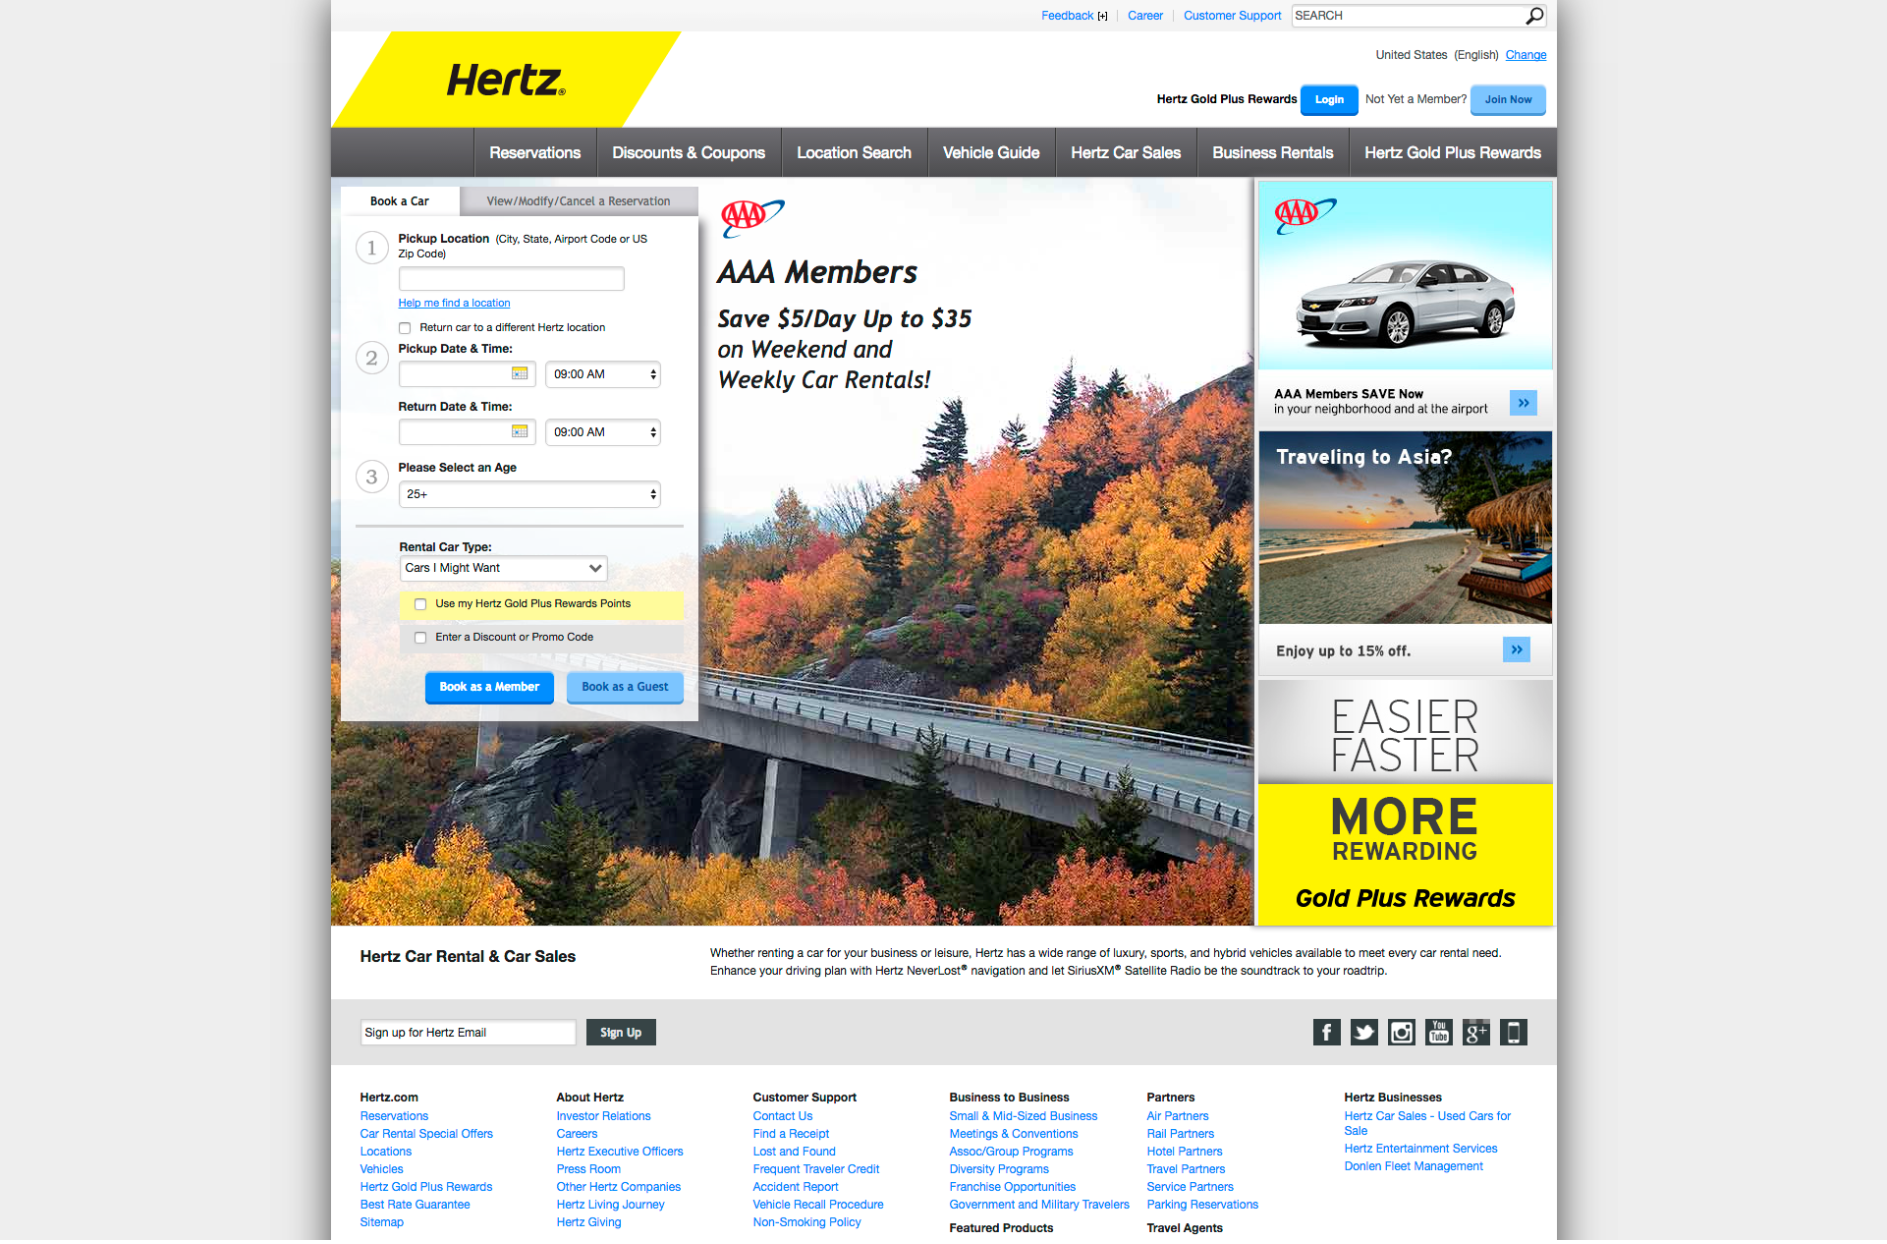 Feedback [+] | Career | Customer Support SEARCH
United States (English) Change
Hertz®
Hertz Gold Plus Rewards Login Not Yet a Member? Join Now
Reservations Discounts & Coupons Location Search Vehicle Guide Hertz Car Sales Business Rentals Hertz Gold Plus Rewards
Book a Car View/Modify/Cancel a Reservation
1 Pickup Location (City, State, Airport Code or US
Zip Code)
Help me find a location
Return car to a different Hertz location
2 Pickup Date & Time:
09:00 AM
Return Date & Time:
09:00 AM
3 Please Select an Age
25+
Rental Car Type:
Cars I Might Want
Use my Hertz Gold Plus Rewards Points
Enter a Discount or Promo Code
Book as a Member Book as a Guest
AAA
AAA Members
Save $5/Day Up to $35
on Weekend and
Weekly Car Rentals!
AAA
AAA Members SAVE Now
in your neighborhood and at the airport >>
Traveling to Asia?
Enjoy up to 15% off. >>
EASIER
FASTER
MORE
REWARDING
Gold Plus Rewards
Hertz Car Rental & Car Sales
Whether renting a car for your business or leisure, Hertz has a wide range of luxury, sports, and hybrid vehicles available to meet every car rental need.
Enhance your driving plan with Hertz NeverLost® navigation and let SiriusXM® Satellite Radio be the soundtrack to your roadtrip.
Sign up for Hertz Email Sign Up
f You Tube g+
Hertz.com
Reservations
Car Rental Special Offers
Locations
Vehicles
Hertz Gold Plus Rewards
Best Rate Guarantee
Sitemap
About Hertz
Investor Relations
Careers
Hertz Executive Officers
Press Room
Other Hertz Companies
Hertz Living Journey
Hertz Giving
Customer Support
Contact Us
Find a Receipt
Lost and Found
Frequent Traveler Credit
Accident Report
Vehicle Recall Procedure
Non-Smoking Policy
Business to Business
Small & Mid-Sized Business
Meetings & Conventions
Assoc/Group Programs
Diversity Programs
Franchise Opportunities
Government and Military Travelers
Featured Products
Partners
Air Partners
Rail Partners
Hotel Partners
Travel Partners
Service Partners
Parking Reservations
Travel Agents
Hertz Businesses
Hertz Car Sales - Used Cars for
Sale
Hertz Entertainment Services
Donlen Fleet Management